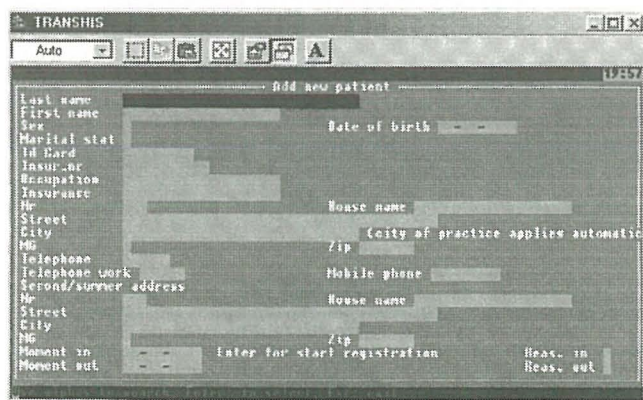 TRANSHIS
Auto A
19:57
Add new patient
Last name
First name
Sex Date of birth - -
Marital stat
Id Card
Insur.nr
Occupation
Insurance
Nr House name
Street
City (city of practice applies automatic
MG Zip
Telephone
Telephone work Mobile phone
Second/summer address
Nr House name
Street
City
MG Zip
Moment in - - Enter for start registration Reas. in
Moment out - - Reas. out